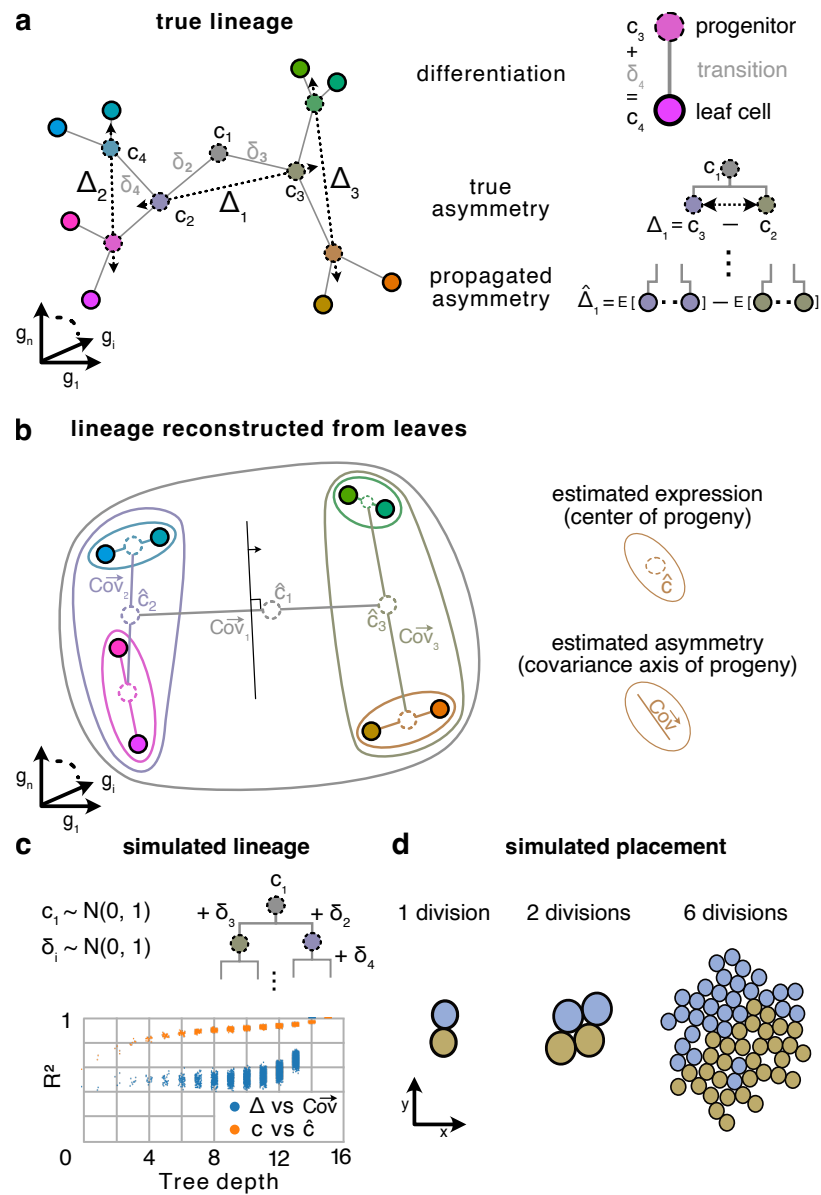 a true lineage
differentiation
c₃ + δ₄ = c₄
progenitor
transition
leaf cell
c₁
δ₂
δ₃
c₄
δ₄
c₂
c₃
Δ₁
Δ₂
Δ₃
true
asymmetry
c₁
Δ₁ = c₃ – c₂
propagated
asymmetry
Δ̂₁ = E[ ·· ] – E[ ·· ]
gₙ
gᵢ
g₁
b lineage reconstructed from leaves
Cov₂
ĉ₂
Cov₁
ĉ₁
ĉ₃
Cov₃
estimated expression
(center of progeny)
ĉ
estimated asymmetry
(covariance axis of progeny)
Cov
gₙ
gᵢ
g₁
c simulated lineage
c₁
c₁ ~ N(0, 1)
δᵢ ~ N(0, 1)
+ δ₃
+ δ₂
+ δ₄
1
R²
Δ vs Cov
c vs ĉ
0 4 8 12 16
Tree depth
d simulated placement
1 division
2 divisions
6 divisions
y
x